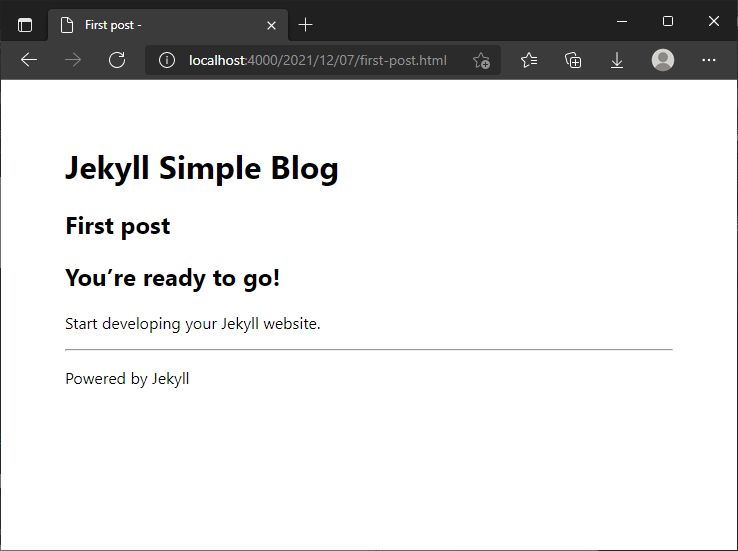 First post -
localhost:4000/2021/12/07/first-post.html
Jekyll Simple Blog
First post
You’re ready to go!
Start developing your Jekyll website.
Powered by Jekyll